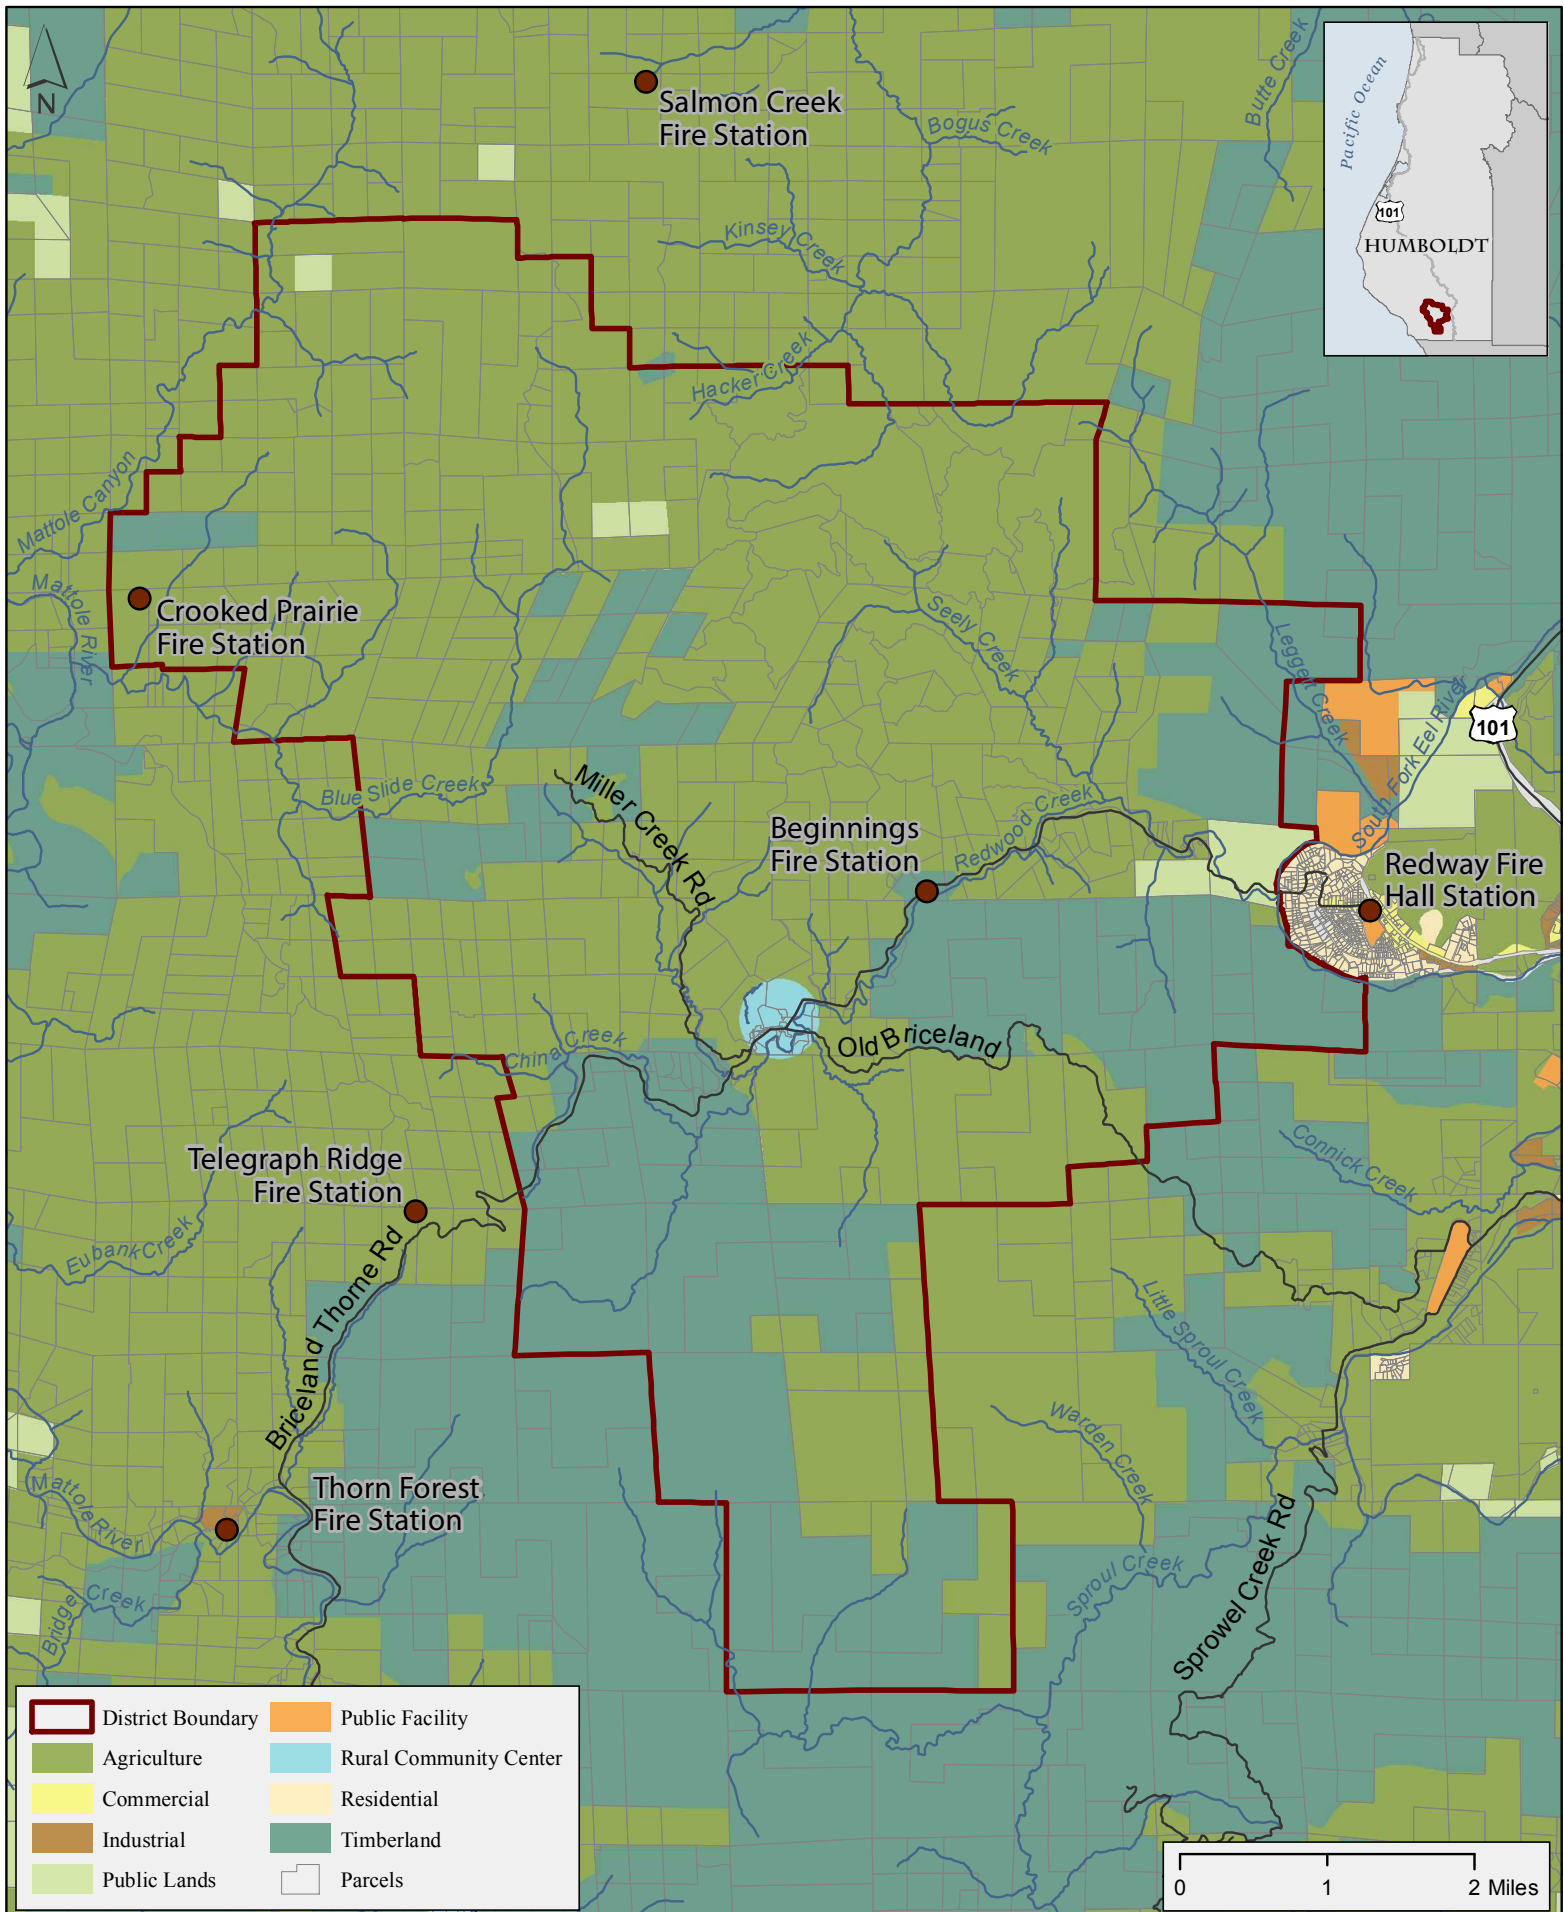 N
Salmon Creek
Fire Station
Bogus Creek
Butte Creek
Pacific Ocean
101
HUMBOLDT
Kinsey Creek
Hacker Creek
Mattole Canyon
Mattole River
Crooked Prairie
Fire Station
Seely Creek
Leggett Creek
South Fork Eel River
101
Blue Slide Creek
Miller Creek Rd
Beginnings
Fire Station
Redwood Creek
Redway Fire
Hall Station
China Creek
Old Briceland
Telegraph Ridge
Fire Station
Connick Creek
Eubank Creek
Briceland Thorne Rd
Little Sproul Creek
Warden Creek
Mattole River
Thorn Forest
Fire Station
Bridge Creek
Sproul Creek
Sprowel Creek Rd
District Boundary
Agriculture
Commercial
Industrial
Public Lands
Public Facility
Rural Community Center
Residential
Timberland
Parcels
0 1 2 Miles